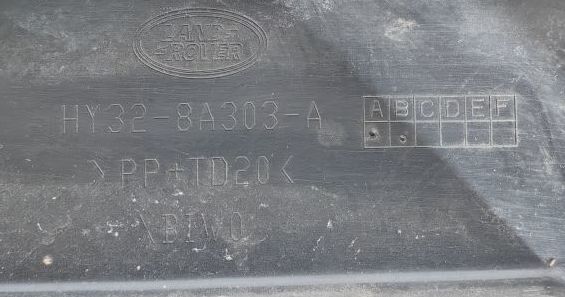 LAND-
-ROVER
HY32-8A303-A
A B C D E F
>PP+TD20<